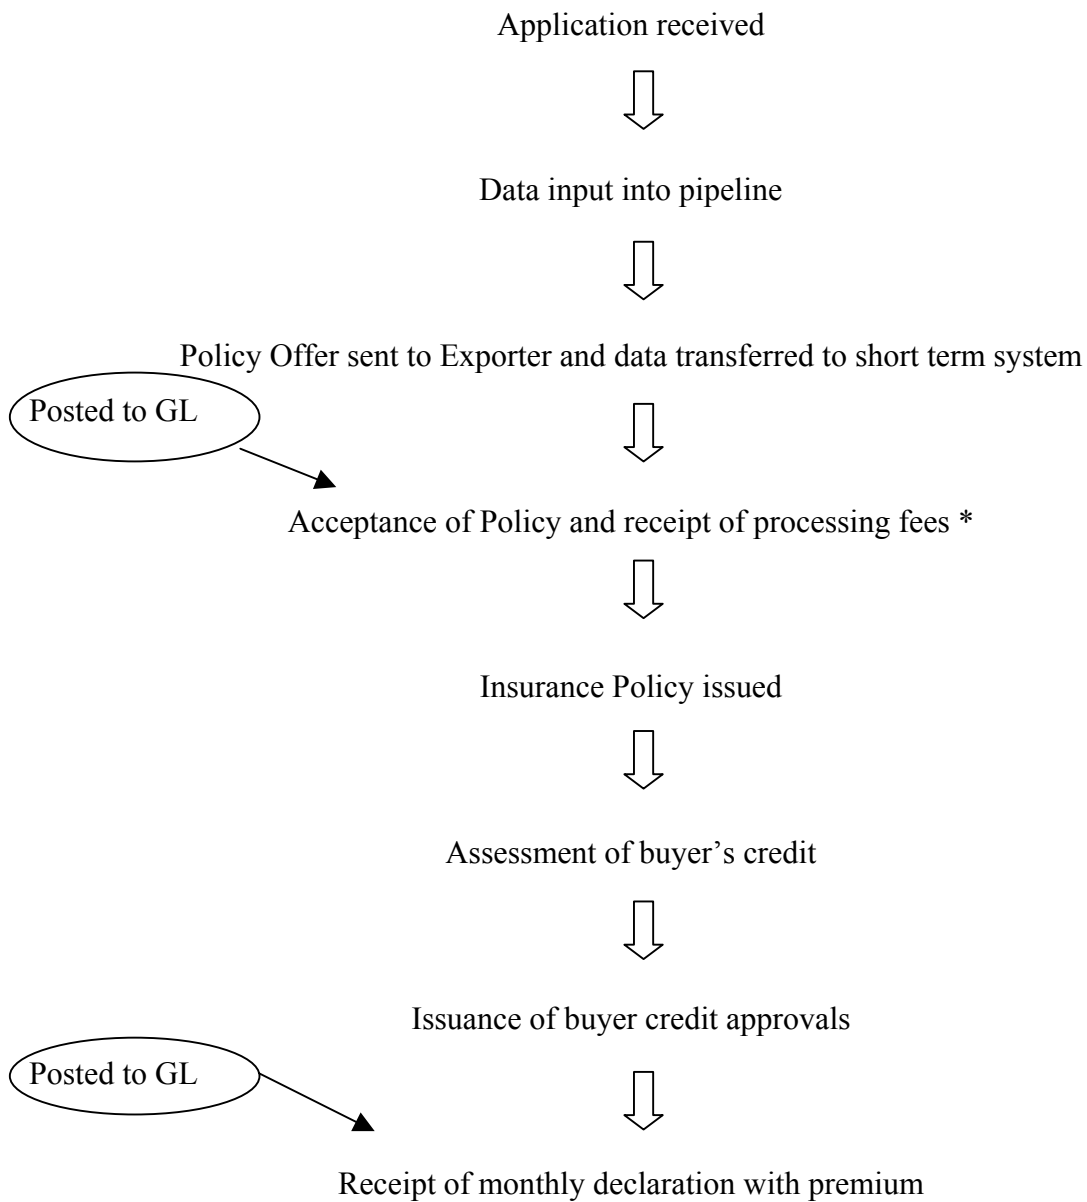 Application received
Data input into pipeline
Policy Offer sent to Exporter and data transferred to short term system
Posted to GL
Acceptance of Policy and receipt of processing fees *
Insurance Policy issued
Assessment of buyer’s credit
Issuance of buyer credit approvals
Posted to GL
Receipt of monthly declaration with premium